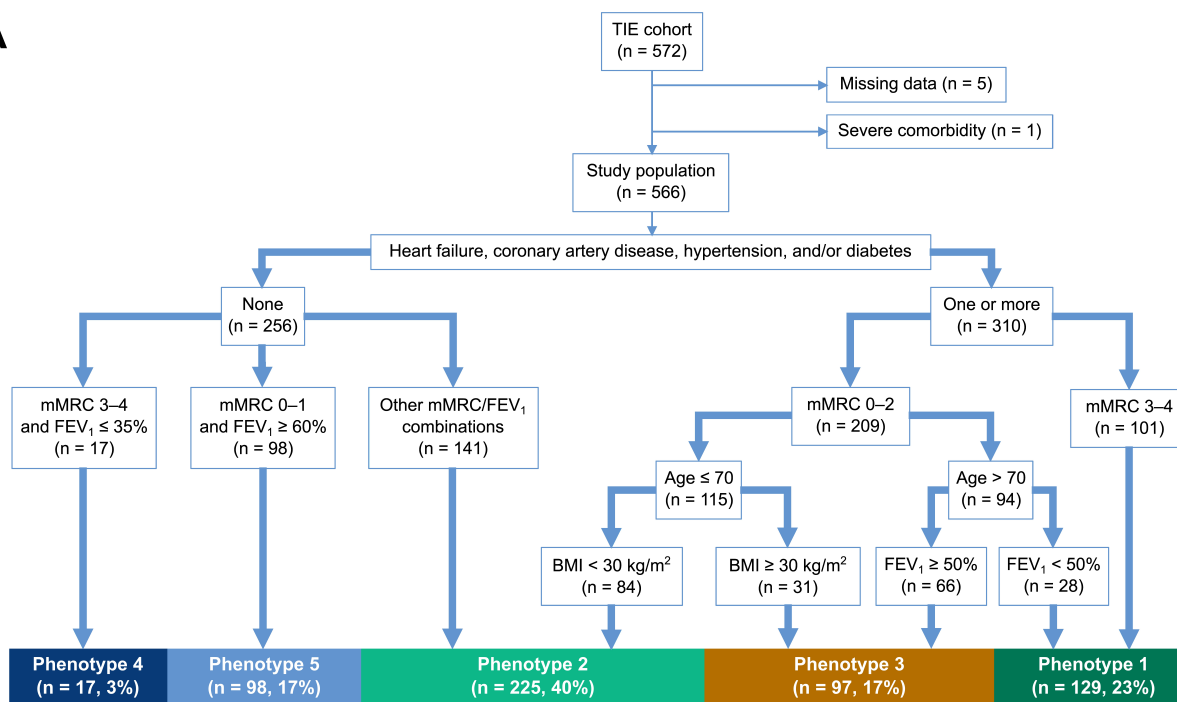 A
TIE cohort
(n = 572)
Missing data (n = 5)
Severe comorbidity (n = 1)
Study population
(n = 566)
Heart failure, coronary artery disease, hypertension, and/or diabetes
None
(n = 256)
One or more
(n = 310)
mMRC 3–4
and FEV₁ ≤ 35%
(n = 17)
mMRC 0–1
and FEV₁ ≥ 60%
(n = 98)
Other mMRC/FEV₁
combinations
(n = 141)
mMRC 0–2
(n = 209)
mMRC 3–4
(n = 101)
Age ≤ 70
(n = 115)
Age > 70
(n = 94)
BMI < 30 kg/m²
(n = 84)
BMI ≥ 30 kg/m²
(n = 31)
FEV₁ ≥ 50%
(n = 66)
FEV₁ < 50%
(n = 28)
Phenotype 4
(n = 17, 3%)
Phenotype 5
(n = 98, 17%)
Phenotype 2
(n = 225, 40%)
Phenotype 3
(n = 97, 17%)
Phenotype 1
(n = 129, 23%)